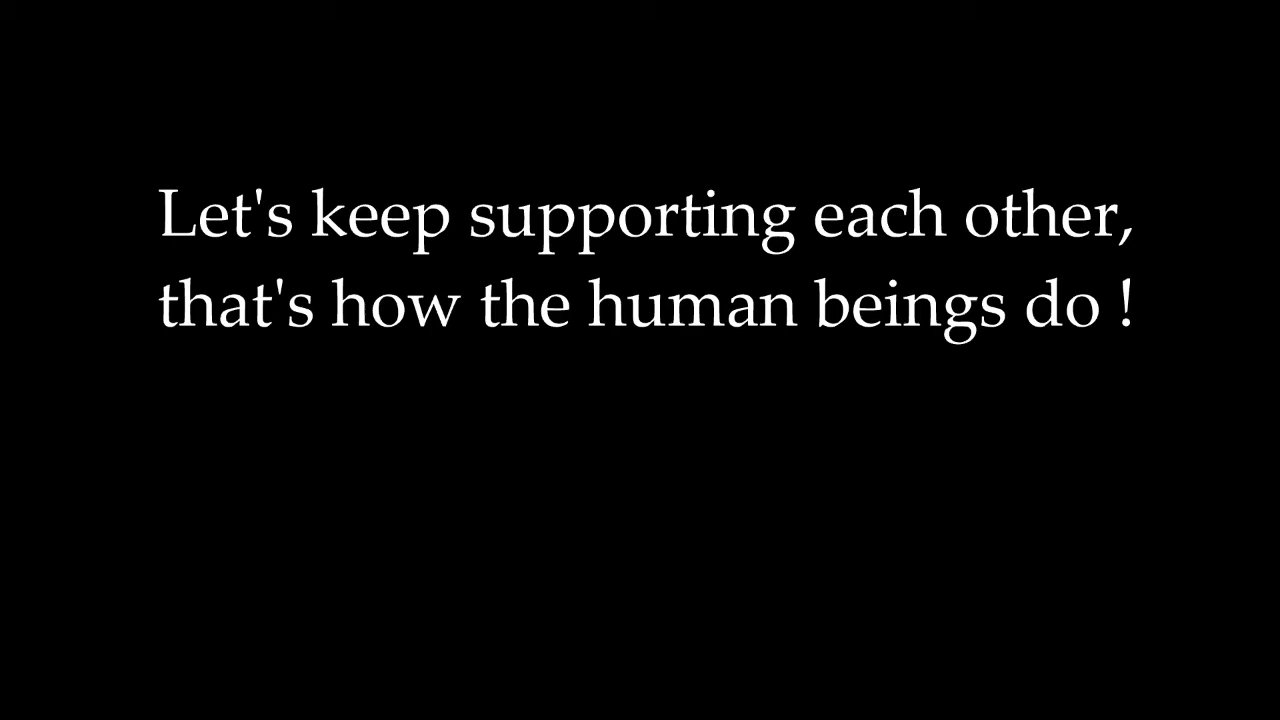 Let's keep supporting each other,
that's how the human beings do !